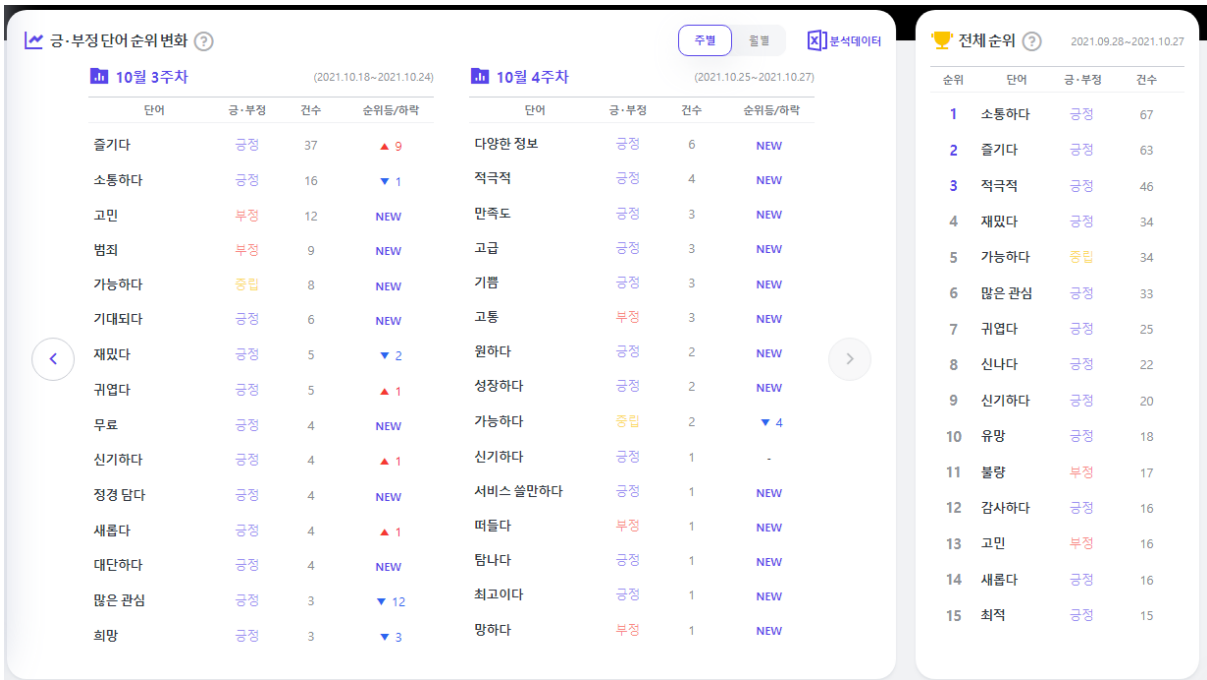 긍·부정 단어 순위 변화 ?
주별 월별 분석데이터
10월 3주차 (2021.10.18~2021.10.24)
단어 긍·부정 건수 순위등/하락
즐기다 긍정 37 ▲ 9
소통하다 긍정 16 ▼ 1
고민 부정 12 NEW
범죄 부정 9 NEW
가능하다 중립 8 NEW
기대되다 긍정 6 NEW
재밌다 긍정 5 ▼ 2
귀엽다 긍정 5 ▲ 1
무료 긍정 4 NEW
신기하다 긍정 4 ▲ 1
정경 담다 긍정 4 NEW
새롭다 긍정 4 ▲ 1
대단하다 긍정 4 NEW
많은 관심 긍정 3 ▼ 12
희망 긍정 3 ▼ 3
10월 4주차 (2021.10.25~2021.10.27)
단어 긍·부정 건수 순위등/하락
다양한 정보 긍정 6 NEW
적극적 긍정 4 NEW
만족도 긍정 3 NEW
고급 긍정 3 NEW
기쁨 긍정 3 NEW
고통 부정 3 NEW
원하다 긍정 2 NEW
성장하다 긍정 2 NEW
가능하다 중립 2 ▼ 4
신기하다 긍정 1 -
서비스 쓸만하다 긍정 1 NEW
떠들다 부정 1 NEW
탐나다 긍정 1 NEW
최고이다 긍정 1 NEW
망하다 부정 1 NEW
전체 순위 ? 2021.09.28~2021.10.27
순위 단어 긍·부정 건수
1 소통하다 긍정 67
2 즐기다 긍정 63
3 적극적 긍정 46
4 재밌다 긍정 34
5 가능하다 중립 34
6 많은 관심 긍정 33
7 귀엽다 긍정 25
8 신나다 긍정 22
9 신기하다 긍정 20
10 유망 긍정 18
11 불량 부정 17
12 감사하다 긍정 16
13 고민 부정 16
14 새롭다 긍정 16
15 최적 긍정 15